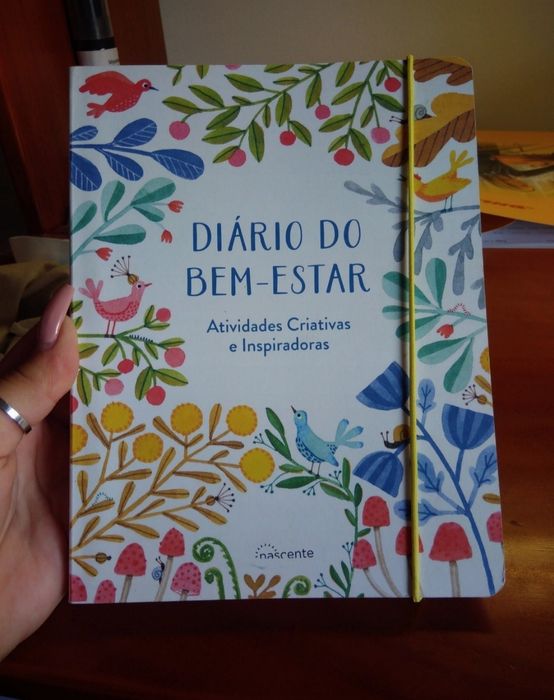 DIÁRIO DO
BEM-ESTAR
Atividades Criativas
e Inspiradoras
nascente